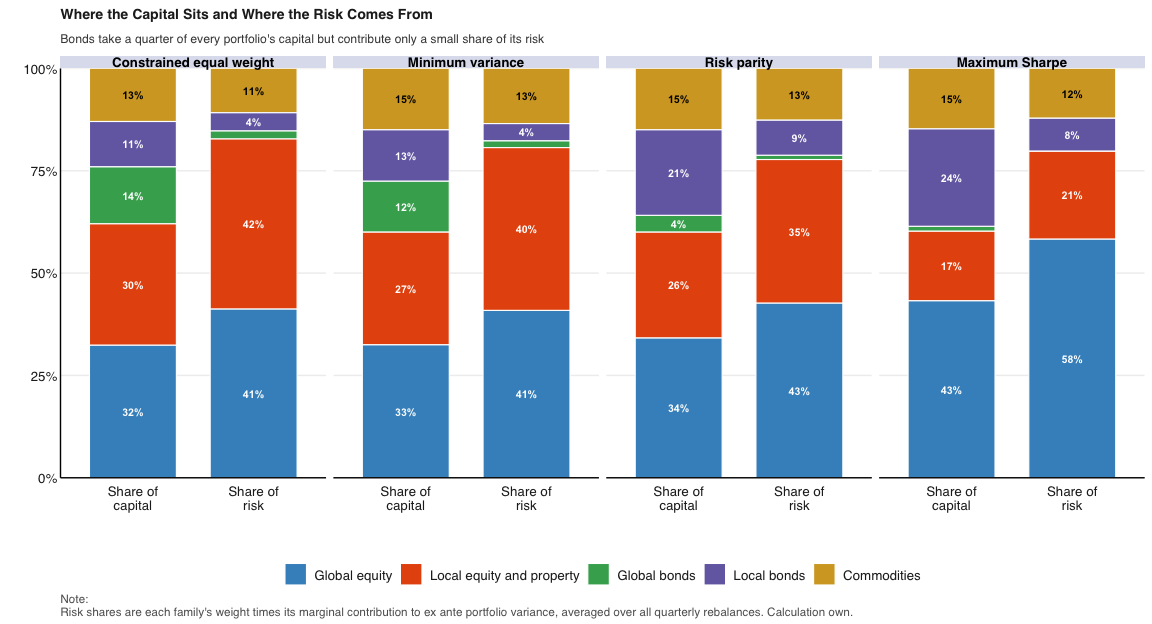 Where the Capital Sits and Where the Risk Comes From
Bonds take a quarter of every portfolio's capital but contribute only a small share of its risk
Constrained equal weight
Minimum variance
Risk parity
Maximum Sharpe
100%
75%
50%
25%
0%
13%
11%
14%
30%
32%
11%
4%
42%
41%
15%
13%
12%
27%
33%
13%
4%
40%
41%
15%
21%
4%
26%
34%
13%
9%
35%
43%
15%
24%
17%
43%
12%
8%
21%
58%
Share of
capital
Share of
risk
Share of
capital
Share of
risk
Share of
capital
Share of
risk
Share of
capital
Share of
risk
Global equity
Local equity and property
Global bonds
Local bonds
Commodities
Note:
Risk shares are each family's weight times its marginal contribution to ex ante portfolio variance, averaged over all quarterly rebalances. Calculation own.